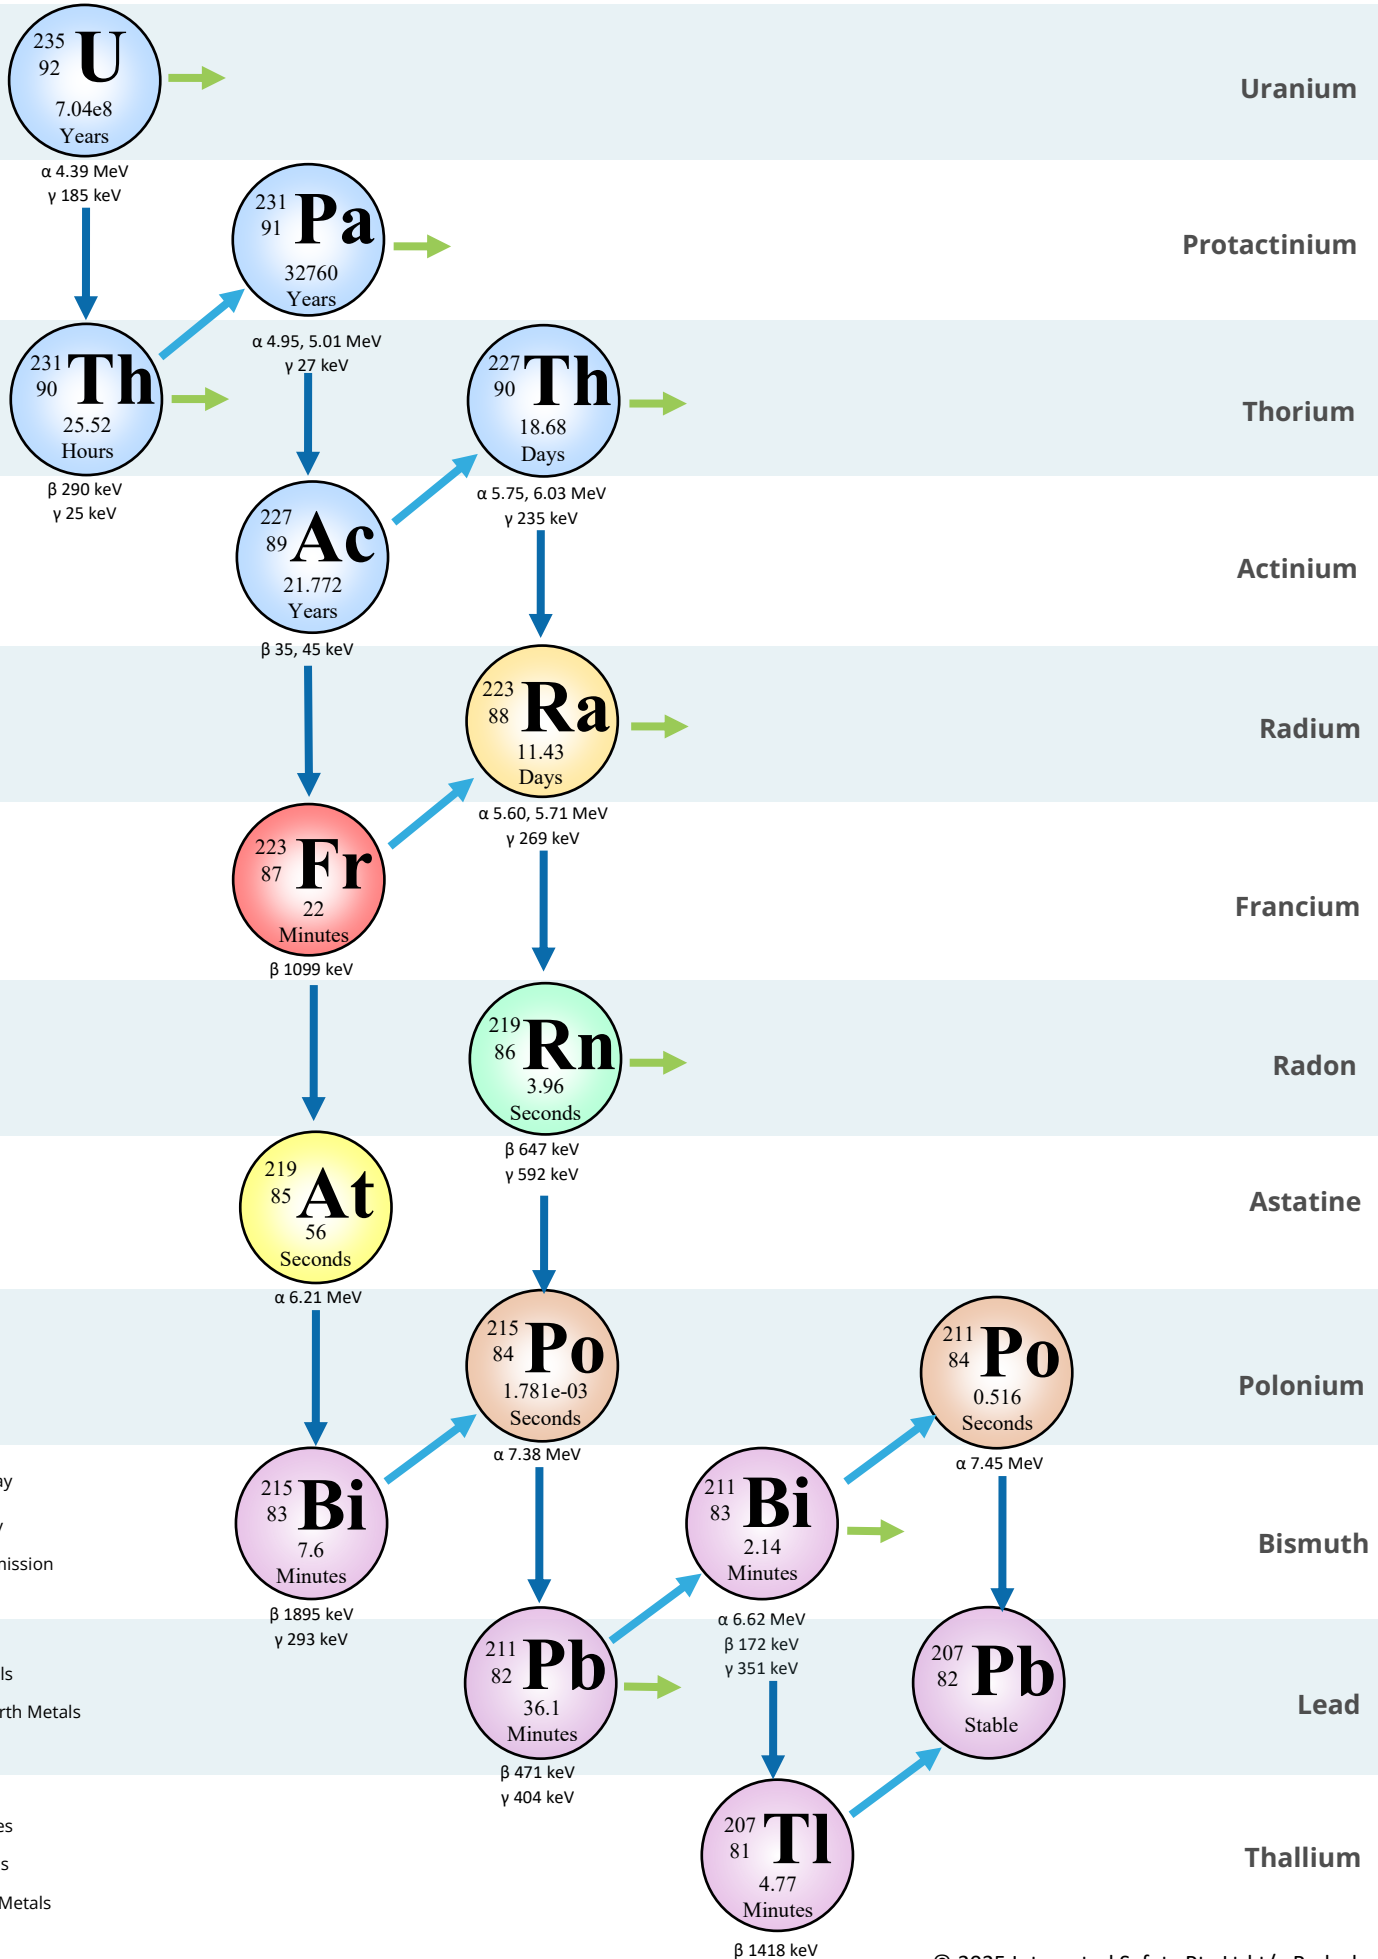 235
92 U
7.04e8
Years
α 4.39 MeV
γ 185 keV
Uranium
231
91 Pa
32760
Years
α 4.95, 5.01 MeV
γ 27 keV
Protactinium
231
90 Th
25.52
Hours
β 290 keV
γ 25 keV
227
90 Th
18.68
Days
α 5.75, 6.03 MeV
γ 235 keV
Thorium
227
89 Ac
21.772
Years
β 35, 45 keV
Actinium
223
88 Ra
11.43
Days
α 5.60, 5.71 MeV
γ 269 keV
Radium
223
87 Fr
22
Minutes
β 1099 keV
Francium
219
86 Rn
3.96
Seconds
β 647 keV
γ 592 keV
Radon
219
85 At
56
Seconds
α 6.21 MeV
Astatine
215
84 Po
1.781e-03
Seconds
α 7.38 MeV
211
84 Po
0.516
Seconds
α 7.45 MeV
Polonium
215
83 Bi
7.6
Minutes
β 1895 keV
γ 293 keV
211
83 Bi
2.14
Minutes
α 6.62 MeV
β 172 keV
γ 351 keV
Bismuth
211
82 Pb
36.1
Minutes
β 471 keV
γ 404 keV
207
82 Pb
Stable
Lead
207
81 Tl
4.77
Minutes
β 1418 keV
Thallium
rth Metals
Metals